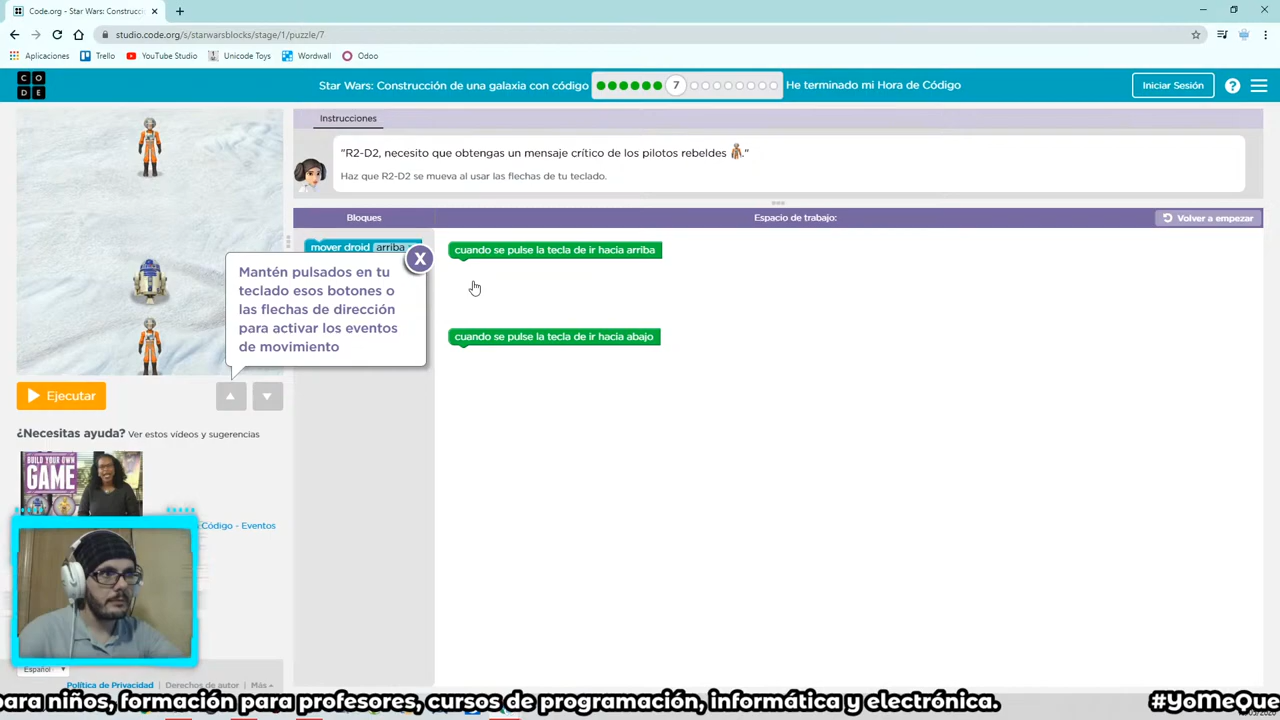 Code.org - Star Wars: Construcci
studio.code.org/s/starwarsblocks/stage/1/puzzle/7
Aplicaciones
Trello
YouTube Studio
Unicode Toys
Wordwall
Odoo
C O
D E
Star Wars: Construcción de una galaxia con código
7
He terminado mi Hora de Código
Iniciar Sesión
Instrucciones
"R2-D2, necesito que obtengas un mensaje crítico de los pilotos rebeldes ."
Haz que R2-D2 se mueva al usar las flechas de tu teclado.
Bloques
Espacio de trabajo:
Volver a empezar
mover droid arriba
cuando se pulse la tecla de ir hacia arriba
cuando se pulse la tecla de ir hacia abajo
X
Mantén pulsados en tu
teclado esos botones o
las flechas de dirección
para activar los eventos
de movimiento
Ejecutar
¿Necesitas ayuda? Ver estos vídeos y sugerencias
BUILD YOUR OWN
GAME
Código - Eventos
Español
Política de Privacidad
Derechos de autor
Más
para niños, formación para profesores, cursos de programación, informática y electrónica.
#YoMeQue